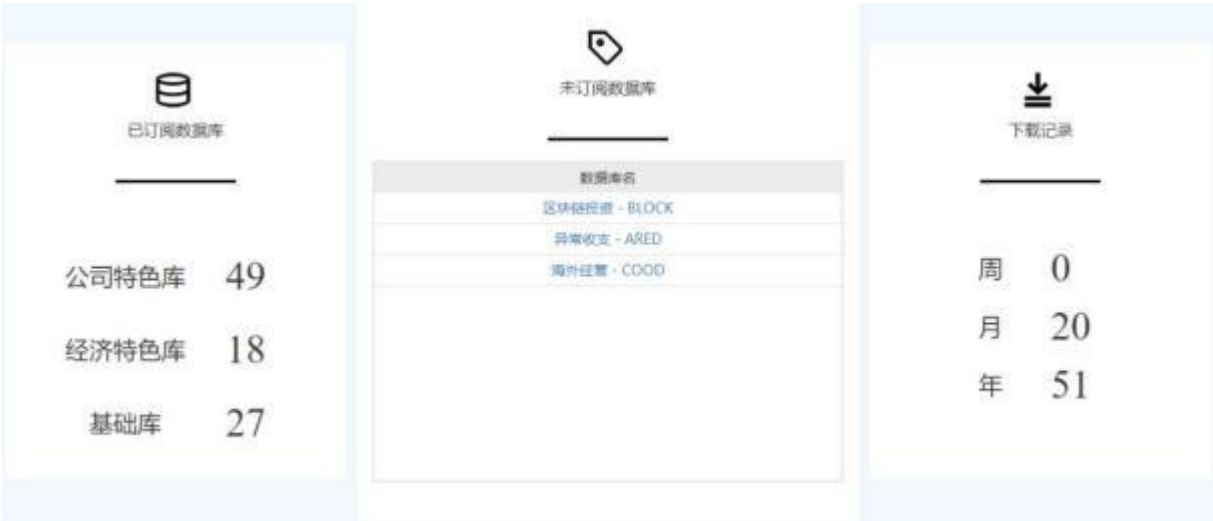 已订阅数据库
公司特色库 49
经济特色库 18
基础库 27
未订阅数据库
数据库名
区块链投资 - BLOCK
异常收支 - ARED
海外经营 - COOD
下载记录
周 0
月 20
年 51